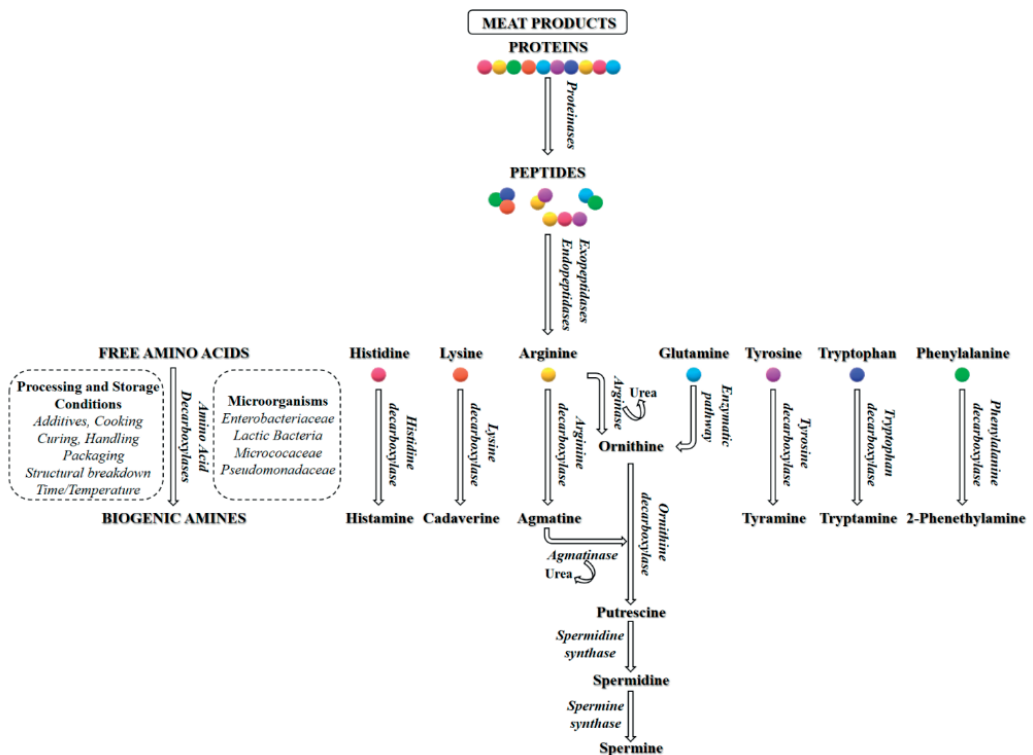 MEAT PRODUCTS
PROTEINS
Proteinases
PEPTIDES
Exopeptidases
Endopeptidases
FREE AMINO ACIDS
Histidine
Lysine
Arginine
Glutamine
Tyrosine
Tryptophan
Phenylalanine
Processing and Storage
Conditions
Additives, Cooking
Curing, Handling
Packaging
Structural breakdown
Time/Temperature
Amino Acid
Decarboxylases
Microorganisms
Enterobacteriaceae
Lactic Bacteria
Micrococaceae
Pseudomonadaceae
Histidine
decarboxylase
Lysine
decarboxylase
Arginine
decarboxylase
Arginase
Urea
Enzymatic
pathway
Ornithine
Tyrosine
decarboxylase
Tryptophan
decarboxylase
Phenylalanine
decarboxylase
BIOGENIC AMINES
Histamine
Cadaverine
Agmatine
Ornithine
decarboxylase
Tyramine
Tryptamine
2-Phenethylamine
Agmatinase
Urea
Putrescine
Spermidine
synthase
Spermidine
Spermine
synthase
Spermine